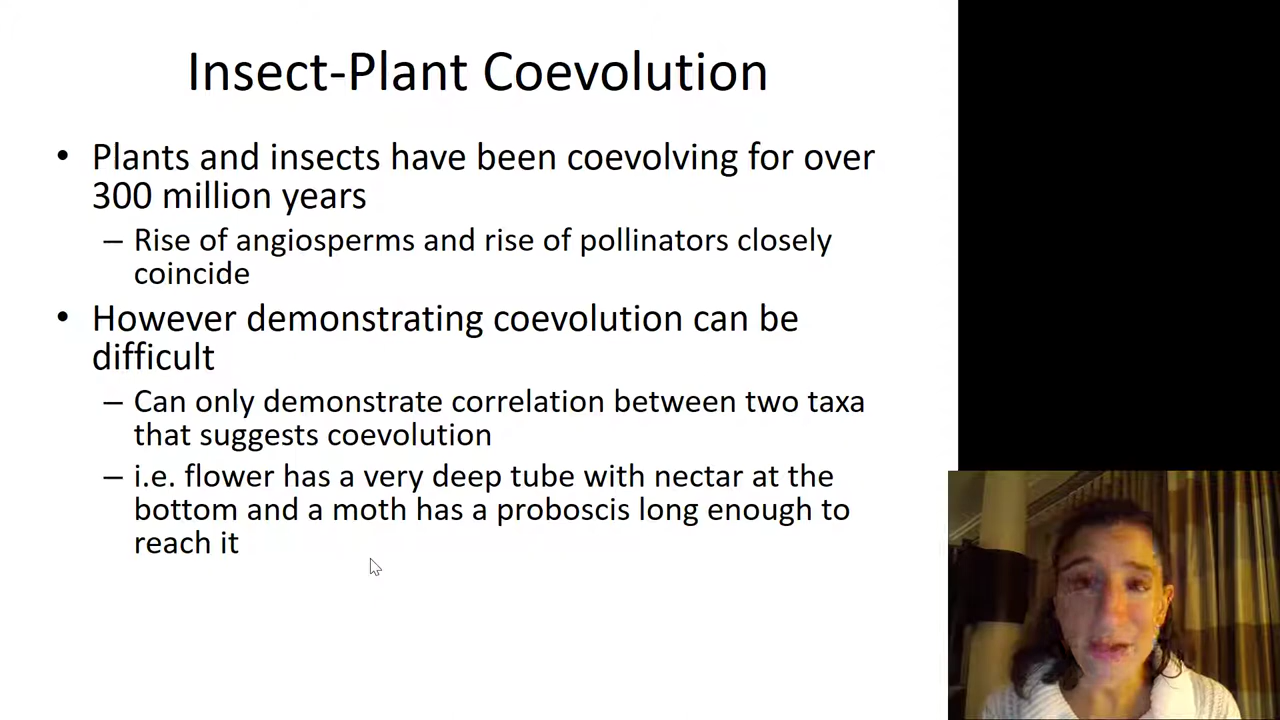 Insect-Plant Coevolution
• Plants and insects have been coevolving for over
300 million years
– Rise of angiosperms and rise of pollinators closely
coincide
• However demonstrating coevolution can be
difficult
– Can only demonstrate correlation between two taxa
that suggests coevolution
– i.e. flower has a very deep tube with nectar at the
bottom and a moth has a proboscis long enough to
reach it